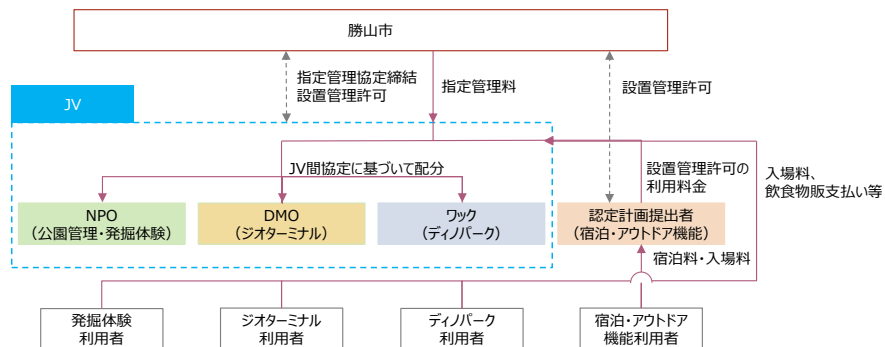 勝山市
指定管理協定締結
設置管理許可
指定管理料
設置管理許可
JV
JV間協定に基づいて配分
設置管理許可の
利用料金
入場料、
飲食物販支払い等
NPO
（公園管理・発掘体験）
DMO
（ジオターミナル）
ワック
（ディノパーク）
認定計画提出者
（宿泊・アウトドア機能）
宿泊料・入場料
発掘体験
利用者
ジオターミナル
利用者
ディノパーク
利用者
宿泊・アウトドア
機能利用者